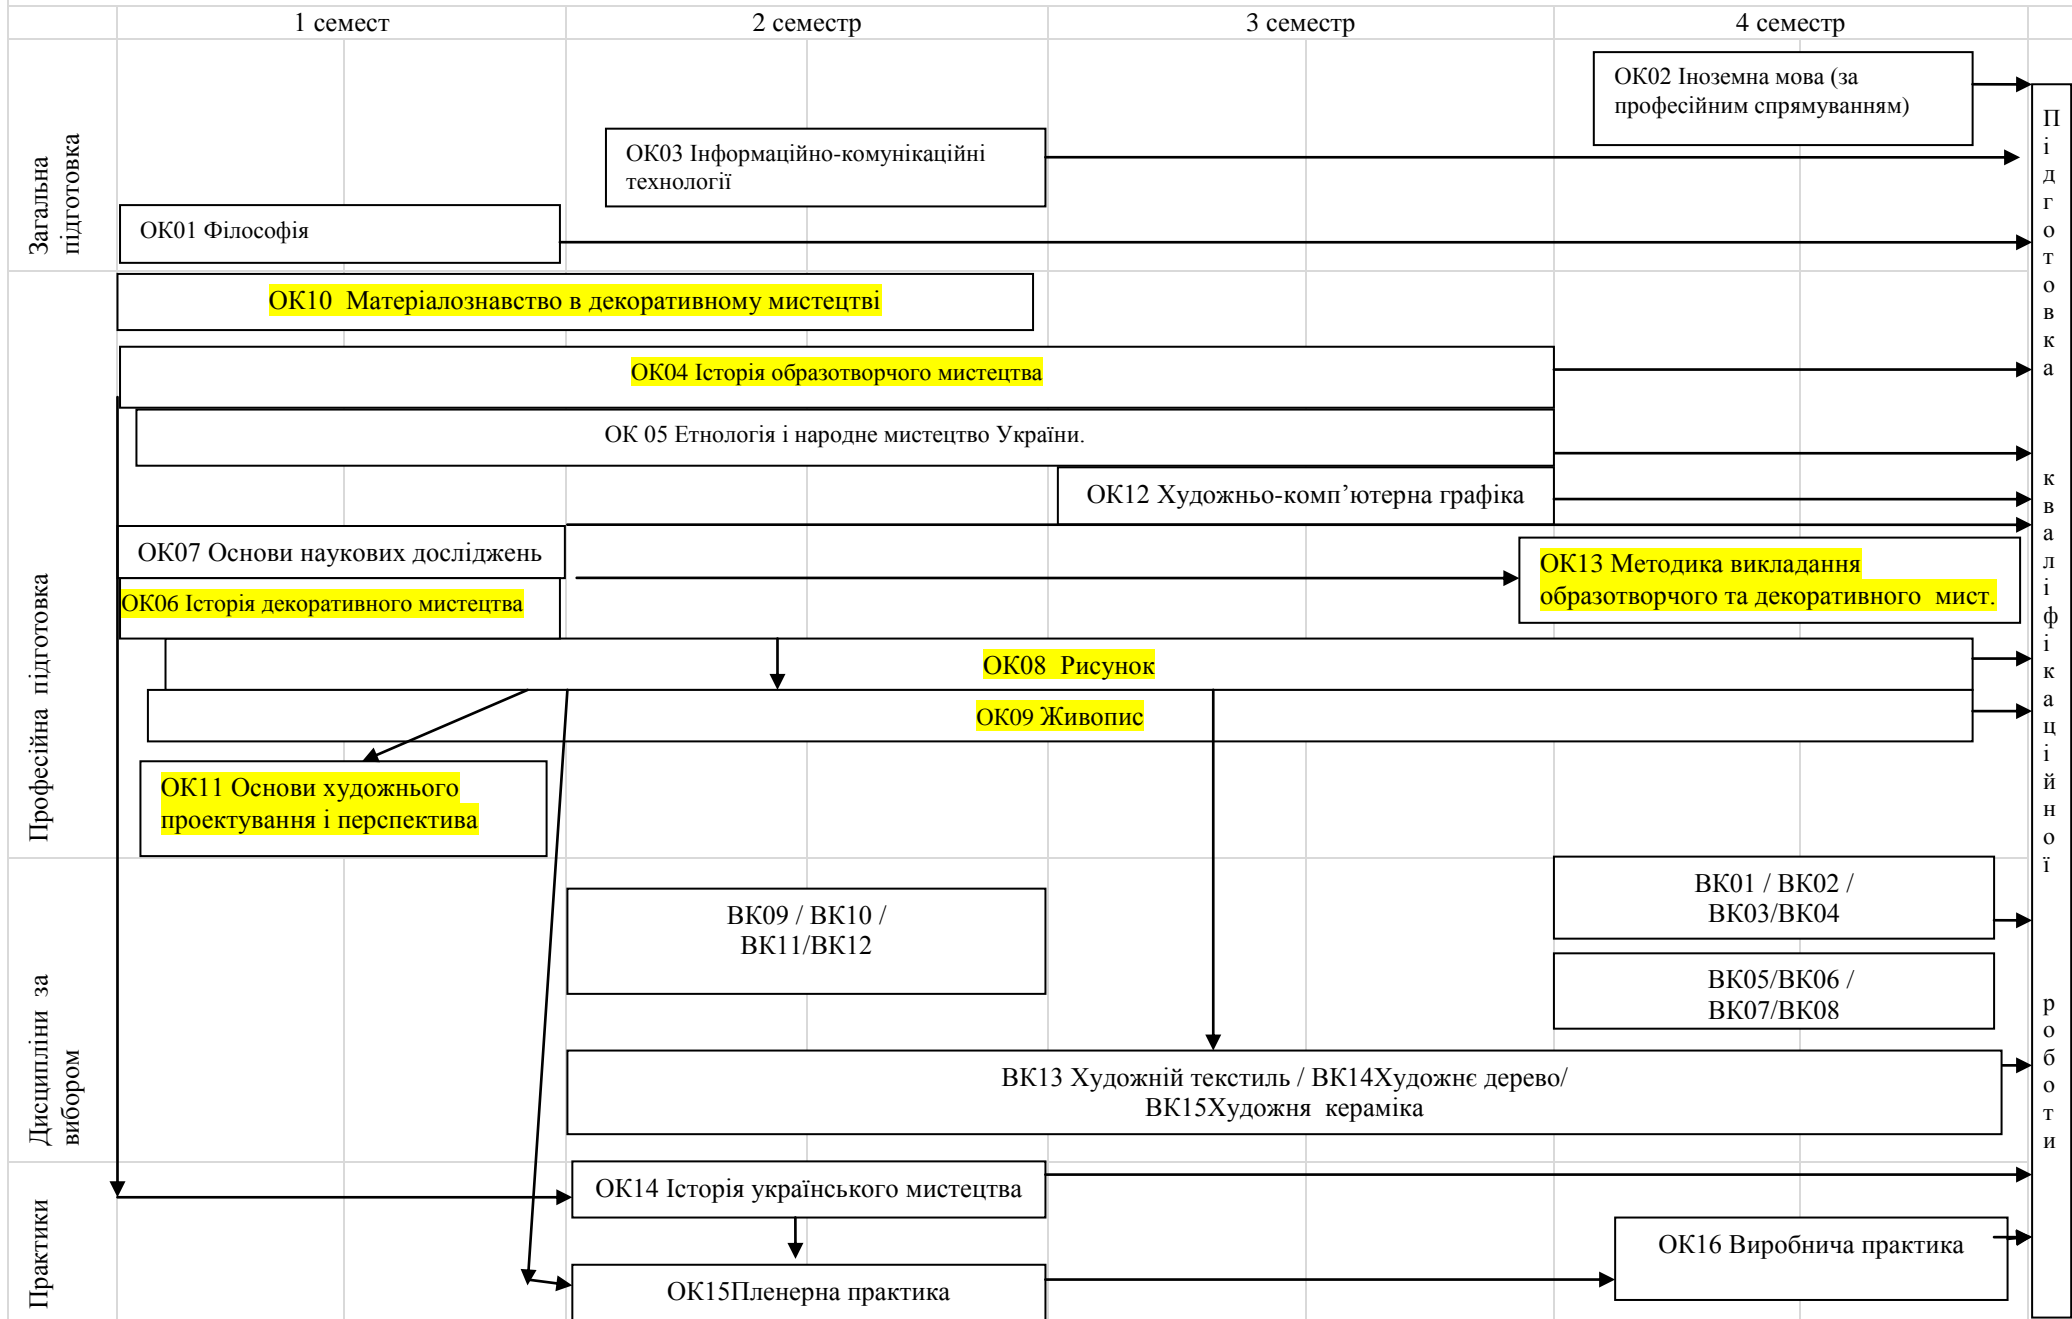 1 семест
2 семестр
3 семестр
4 семестр
Загальна
підготовка
ОК02 Іноземна мова (за
професійним спрямуванням)
ОК03 Інформаційно-комунікаційні
технології
ОК01 Філософія
Професійна підготовка
ОК10 Матеріалознавство в декоративному мистецтві
ОК04 Історія образотворчого мистецтва
ОК 05 Етнологія і народне мистецтво України.
ОК12 Художньо-комп’ютерна графіка
ОК07 Основи наукових досліджень
ОК13 Методика викладання
образотворчого та декоративного мист.
ОК06 Історія декоративного мистецтва
ОК08 Рисунок
ОК09 Живопис
ОК11 Основи художнього
проектування і перспектива
Дисципліни за
вибором
ВК01 / ВК02 /
ВК03/ВК04
ВК09 / ВК10 /
ВК11/ВК12
ВК05/ВК06 /
ВК07/ВК08
ВК13 Художній текстиль / ВК14Художнє дерево/
ВК15Художня кераміка
Практики
ОК14 Історія українського мистецтва
ОК16 Виробнича практика
ОК15Пленерна практика
Підготовка кваліфікаційної роботи